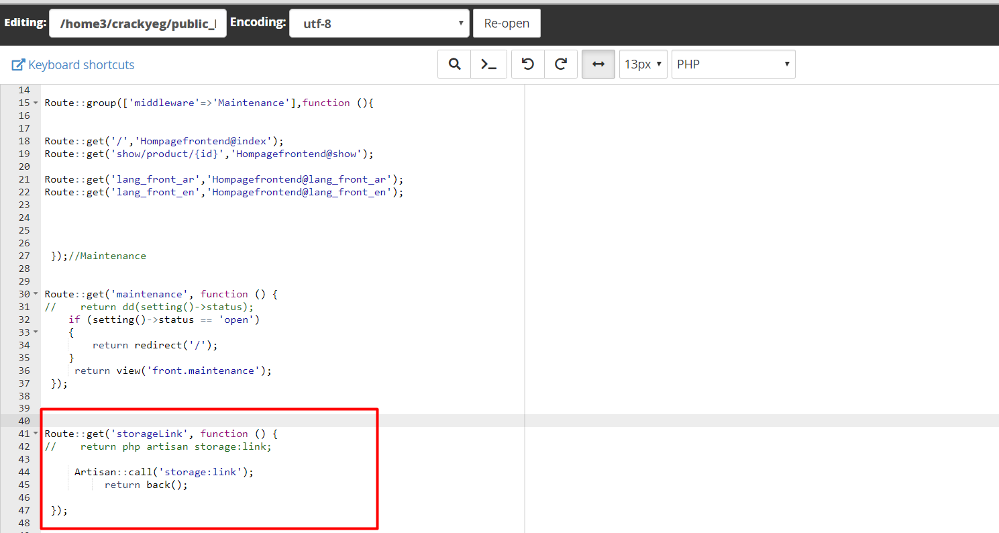 Editing: /home3/crackyeg/public_ Encoding: utf-8 Re-open
Keyboard shortcuts 13px PHP
14
15 Route::group(['middleware'=>'Maintenance'],function (){
16
17
18 Route::get('/','Hompagefrontend@index');
19 Route::get('show/product/{id}','Hompagefrontend@show');
20
21 Route::get('lang_front_ar','Hompagefrontend@lang_front_ar');
22 Route::get('lang_front_en','Hompagefrontend@lang_front_en');
23
24
25
26
27 });//Maintenance
28
29
30 Route::get('maintenance', function () {
31 //    return dd(setting()->status);
32     if (setting()->status == 'open')
33     {
34         return redirect('/');
35     }
36      return view('front.maintenance');
37  });
38
39
40
41 Route::get('storageLink', function () {
42 //    return php artisan storage:link;
43
44      Artisan::call('storage:link');
45           return back();
46
47  });
48